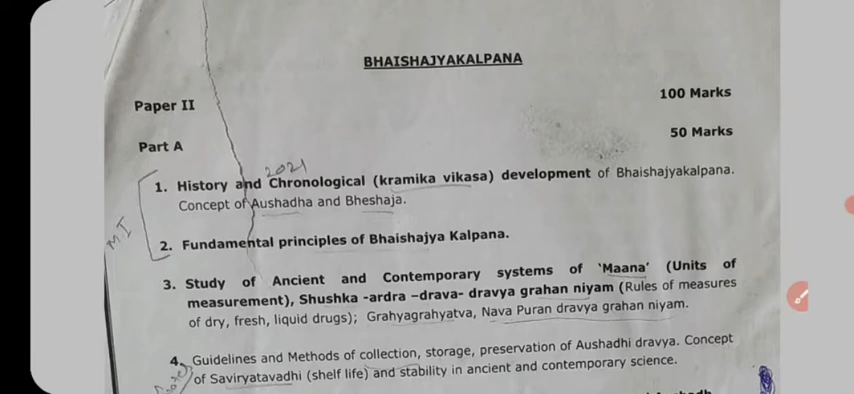 BHAISHAJYAKALPANA
Paper II
100 Marks
Part A
50 Marks
2021
1. History and Chronological (kramika vikasa) development of Bhaishajyakalpana.
Concept of Aushadha and Bheshaja.
M.I
2. Fundamental principles of Bhaishajya Kalpana.
3. Study of Ancient and Contemporary systems of 'Maana' (Units of
measurement), Shushka -ardra –drava- dravya grahan niyam (Rules of measures
of dry, fresh, liquid drugs); Grahyagrahyatva, Nava Puran dravya grahan niyam.
4. Guidelines and Methods of collection, storage, preservation of Aushadhi dravya. Concept
of Saviryatavadhi (shelf life) and stability in ancient and contemporary science.